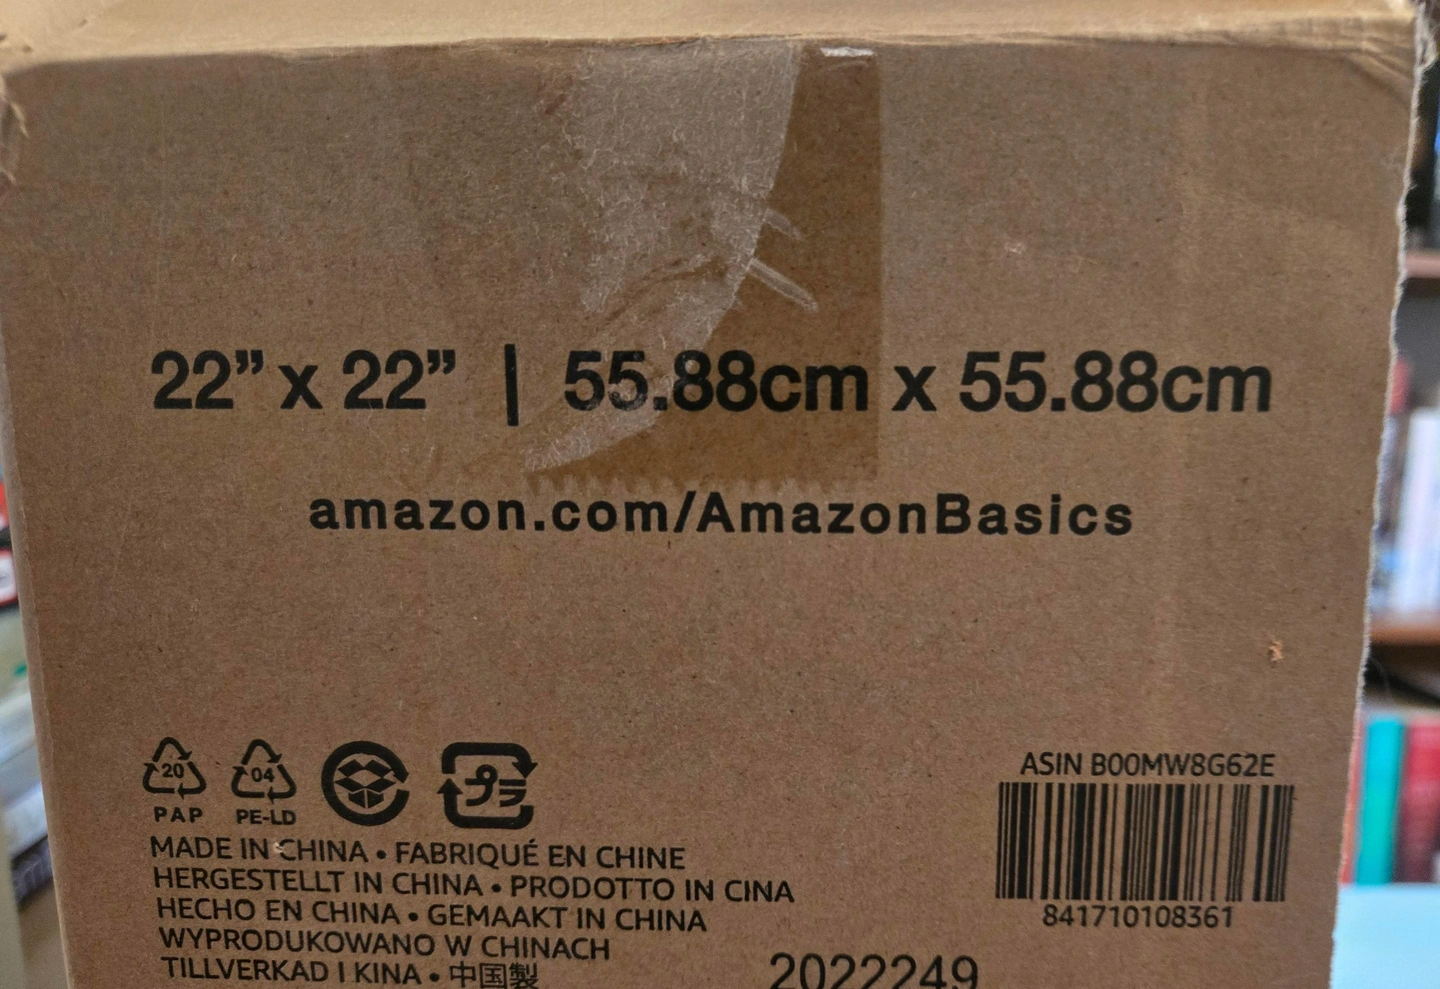 22” x 22” | 55.88cm x 55.88cm
amazon.com/AmazonBasics
20
PAP
04
PE-LD
プラ
MADE IN CHINA • FABRIQUÉ EN CHINE
HERGESTELLT IN CHINA • PRODOTTO IN CINA
HECHO EN CHINA • GEMAAKT IN CHINA
WYPRODUKOWANO W CHINACH
TILLVERKAD I KINA • 中国製
ASIN B00MW8G62E
841710108361
2022249